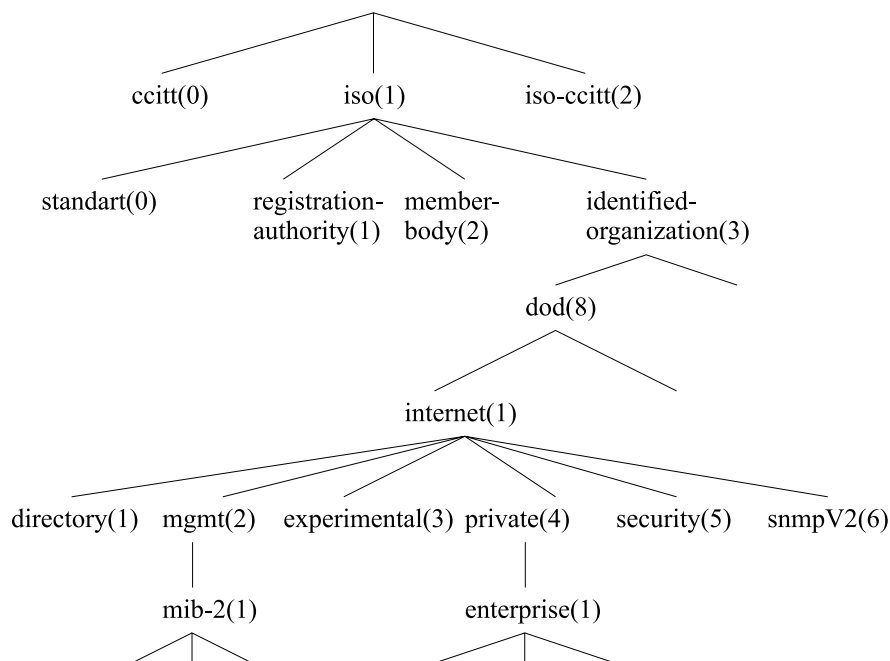 ccitt(0) iso(1) iso-ccitt(2)
standart(0) registration- member- identified-
authority(1) body(2) organization(3)
dod(8)
internet(1)
directory(1) mgmt(2) experimental(3) private(4) security(5) snmpV2(6)
mib-2(1) enterprise(1)